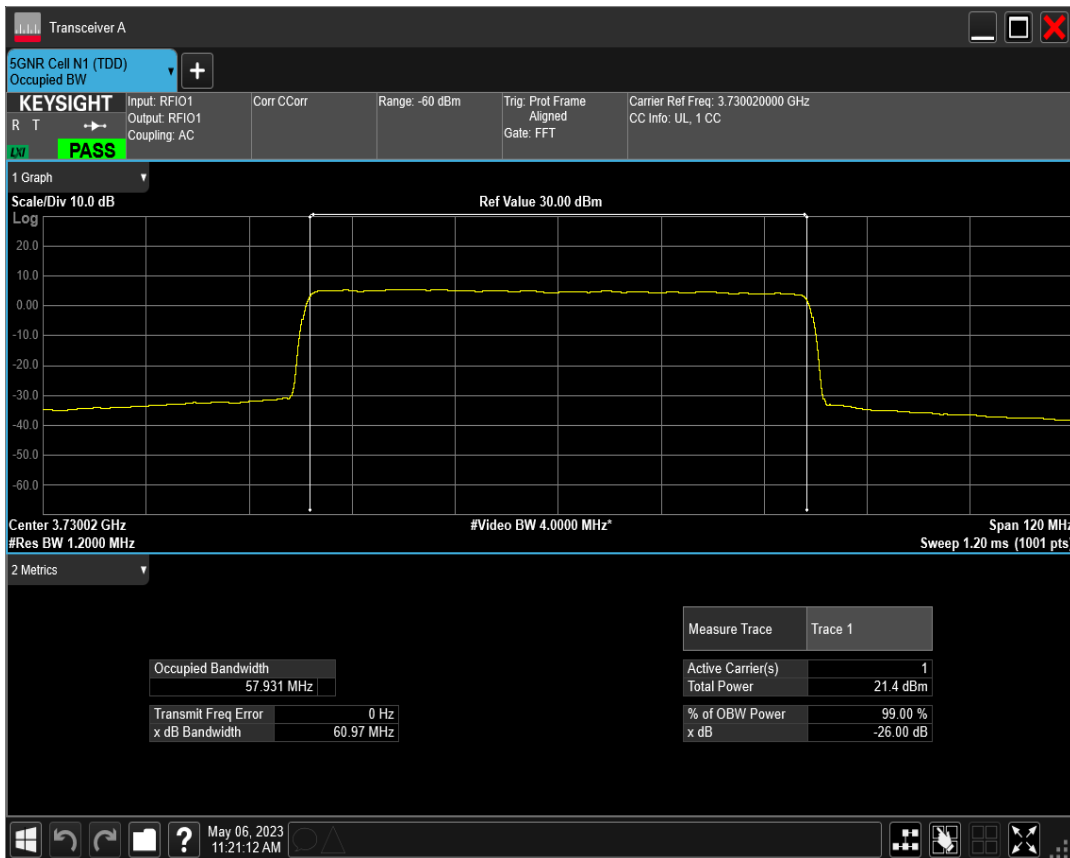 Transceiver A
5GNR Cell N1 (TDD)
Occupied BW
+
KEYSIGHT
R T
LXI
PASS
Input: RFIO1
Output: RFIO1
Coupling: AC
Corr CCorr
Range: -60 dBm
Trig: Prot Frame
Aligned
Gate: FFT
Carrier Ref Freq: 3.730020000 GHz
CC Info: UL, 1 CC
1 Graph
Scale/Div 10.0 dB
Ref Value 30.00 dBm
Log
20.0
10.0
0.00
-10.0
-20.0
-30.0
-40.0
-50.0
-60.0
Center 3.73002 GHz
#Video BW 4.0000 MHz*
Span 120 MHz
#Res BW 1.2000 MHz
Sweep 1.20 ms (1001 pts)
2 Metrics
Measure Trace Trace 1
Occupied Bandwidth
57.931 MHz
Active Carrier(s) 1
Total Power 21.4 dBm
Transmit Freq Error 0 Hz
x dB Bandwidth 60.97 MHz
% of OBW Power 99.00 %
x dB -26.00 dB
?
May 06, 2023
11:21:12 AM